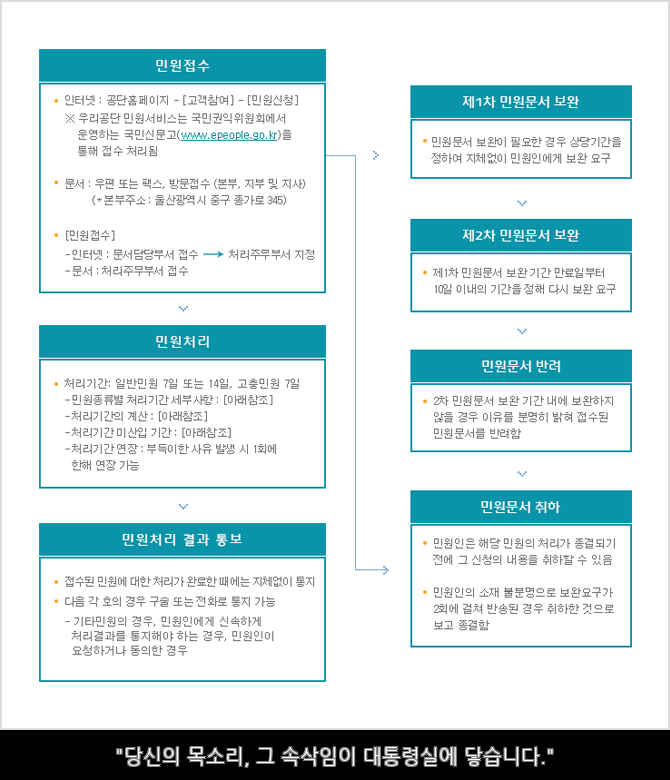 민원접수
• 인터넷 : 공단홈페이지 - [고객참여] - [민원신청]
※ 우리공단 민원서비스는 국민권익위원회에서
운영하는 국민신문고(www.epeople.go.kr)을
통해 접수 처리됨
• 문서 : 우편 또는 팩스, 방문접수 (본부, 지부 및 지사)
(* 본부주소 : 울산광역시 중구 종가로 345)
• [민원접수]
- 인터넷 : 문서담당부서 접수 → 처리주무부서 지정
- 문서 : 처리주무부서 접수
민원처리
• 처리기간: 일반민원 7일 또는 14일, 고충민원 7일
- 민원종류별 처리기간 세부사항 : [아래참조]
- 처리기간의 계산 : [아래참조]
- 처리기간 미산입 기간 : [아래참조]
- 처리기간 연장 : 부득이한 사유 발생 시 1회에
한해 연장 가능
민원처리 결과 통보
• 접수된 민원에 대한 처리가 완료한 때에는 지체없이 통지
• 다음 각 호의 경우 구술 또는 전화로 통지 가능
- 기타민원의 경우, 민원인에게 신속하게
처리결과를 통지해야 하는 경우, 민원인이
요청하거나 동의한 경우
제1차 민원문서 보완
• 민원문서 보완이 필요한 경우 상당기간을
정하여 지체없이 민원인에게 보완 요구
제2차 민원문서 보완
• 제1차 민원문서 보완 기간 만료일부터
10일 이내의 기간을 정해 다시 보완 요구
민원문서 반려
• 2차 민원문서 보완 기간 내에 보완하지
않을 경우 이유를 분명히 밝혀 접수된
민원문서를 반려함
민원문서 취하
• 민원인은 해당 민원의 처리가 종결되기
전에 그 신청의 내용을 취하할 수 있음
• 민원인의 소재 불분명으로 보완요구가
2회에 걸쳐 반송된 경우 취하한 것으로
보고 종결함
"당신의 목소리, 그 속삭임이 대통령실에 닿습니다."